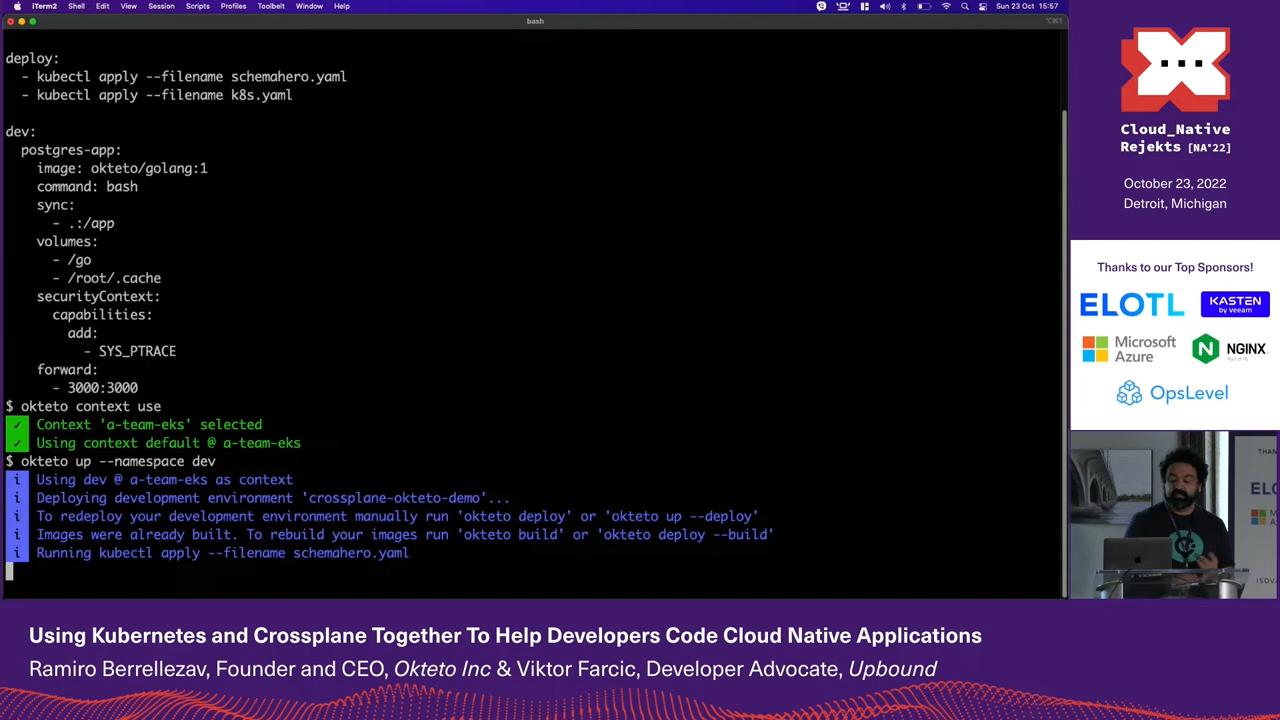 iTerm2 Shell Edit View Session Scripts Profiles Toolbelt Window Help Sun 23 Oct 15:57
bash
deploy:
- kubectl apply --filename schemahero.yaml
- kubectl apply --filename k8s.yaml
dev:
postgres-app:
image: okteto/golang:1
command: bash
sync:
- .:/app
volumes:
- /go
- /root/.cache
securityContext:
capabilities:
add:
- SYS_PTRACE
forward:
- 3000:3000
$ okteto context use
✓ Context 'a-team-eks' selected
✓ Using context default @ a-team-eks
$ okteto up --namespace dev
i Using dev @ a-team-eks as context
i Deploying development environment 'crossplane-okteto-demo'...
i To redeploy your development environment manually run 'okteto deploy' or 'okteto up --deploy'
i Images were already built. To rebuild your images run 'okteto build' or 'okteto deploy --build'
i Running kubectl apply --filename schemahero.yaml
Cloud_Native
Rejekts [NA'22]
October 23, 2022
Detroit, Michigan
Thanks to our Top Sponsors!
ELOTL
KASTEN
by Veeam
Microsoft
Azure
NGINX
Part of F5
OpsLevel
THAN
ELO
ISOVA
Using Kubernetes and Crossplane Together To Help Developers Code Cloud Native Applications
Ramiro Berrellezav, Founder and CEO, Okteto Inc & Viktor Farcic, Developer Advocate, Upbound